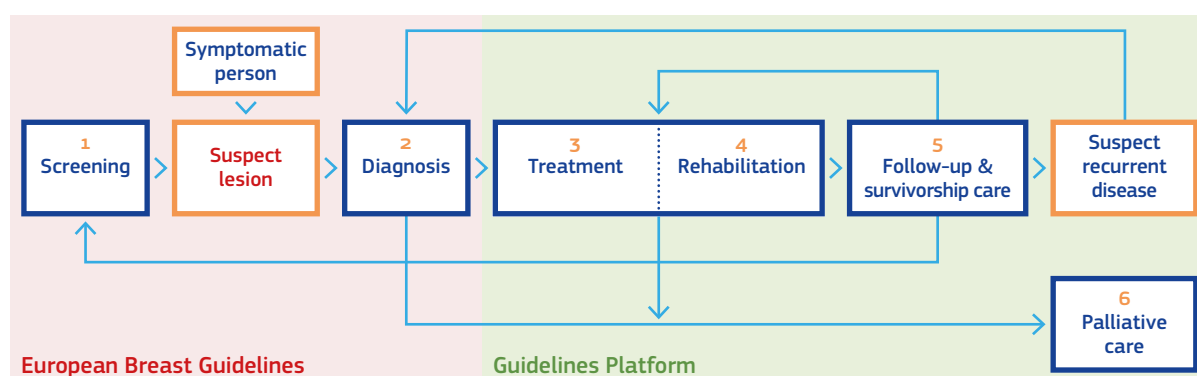 Symptomatic
person
1
Screening
Suspect
lesion
2
Diagnosis
3
Treatment
4
Rehabilitation
5
Follow-up &
survivorship care
Suspect
recurrent
disease
6
Palliative
care
European Breast Guidelines
Guidelines Platform